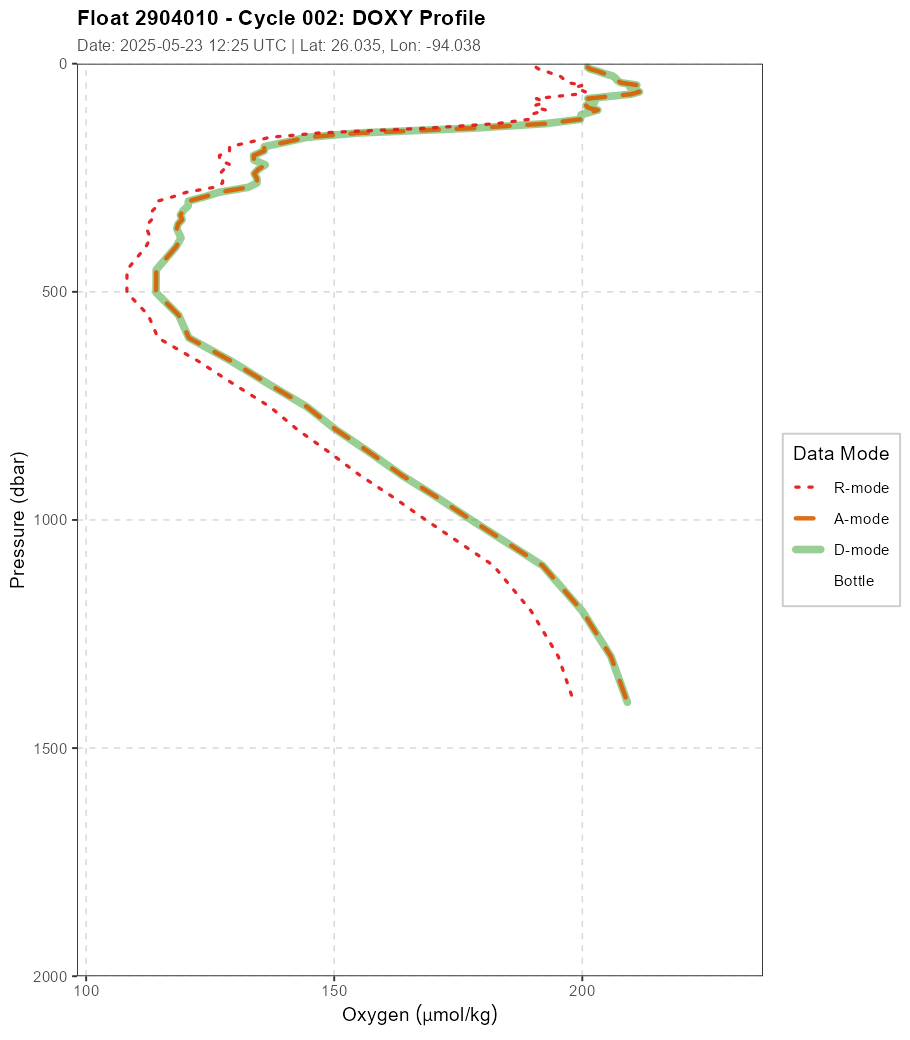 Float 2904010 - Cycle 002: DOXY Profile
Date: 2025-05-23 12:25 UTC | Lat: 26.035, Lon: -94.038
0
500
1000
1500
2000
Pressure (dbar)
100
150
200
Oxygen (μmol/kg)
Data Mode
R-mode
A-mode
D-mode
Bottle